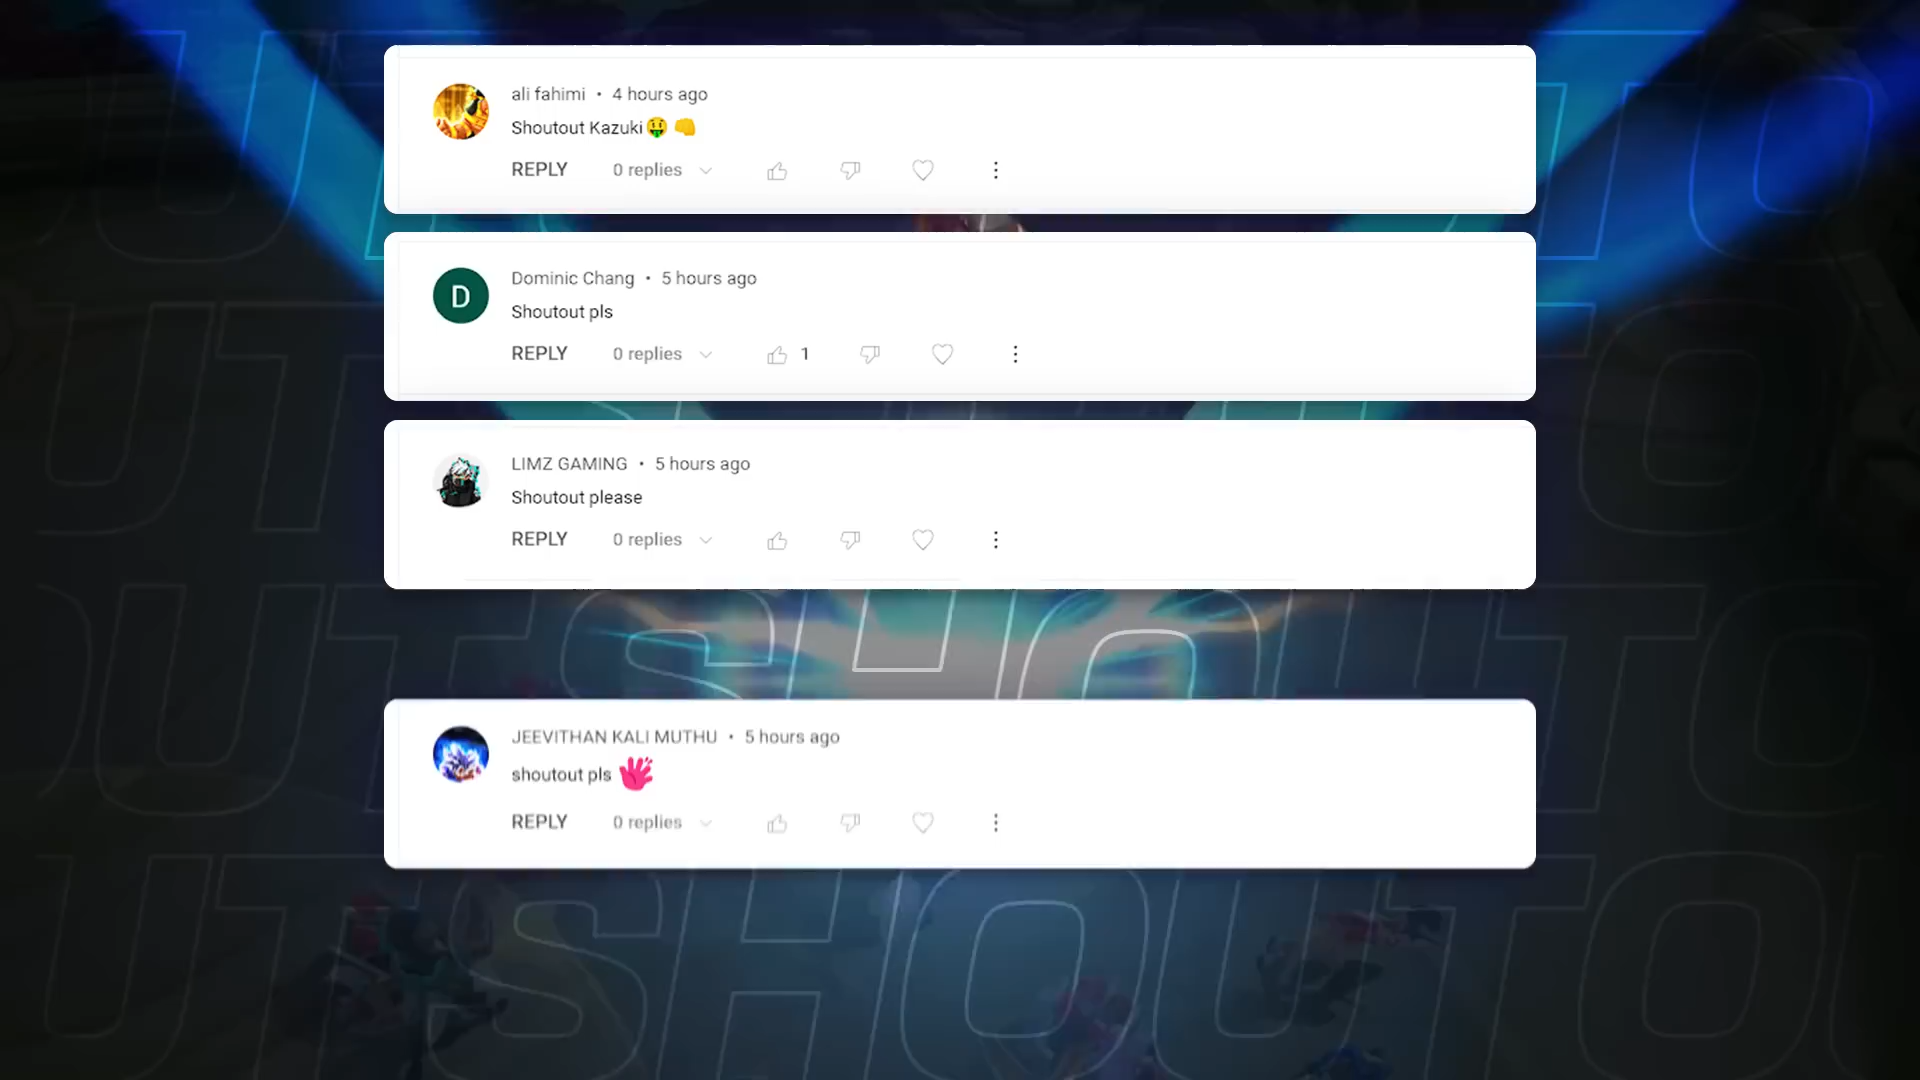 ali fahimi • 4 hours ago
Shoutout Kazuki🤑 👊
REPLY 0 replies
Dominic Chang • 5 hours ago
D
Shoutout pls
REPLY 0 replies 1
LIMZ GAMING • 5 hours ago
Shoutout please
REPLY 0 replies
JEEVITHAN KALI MUTHU • 5 hours ago
shoutout pls
REPLY 0 replies
UTSHOUTO